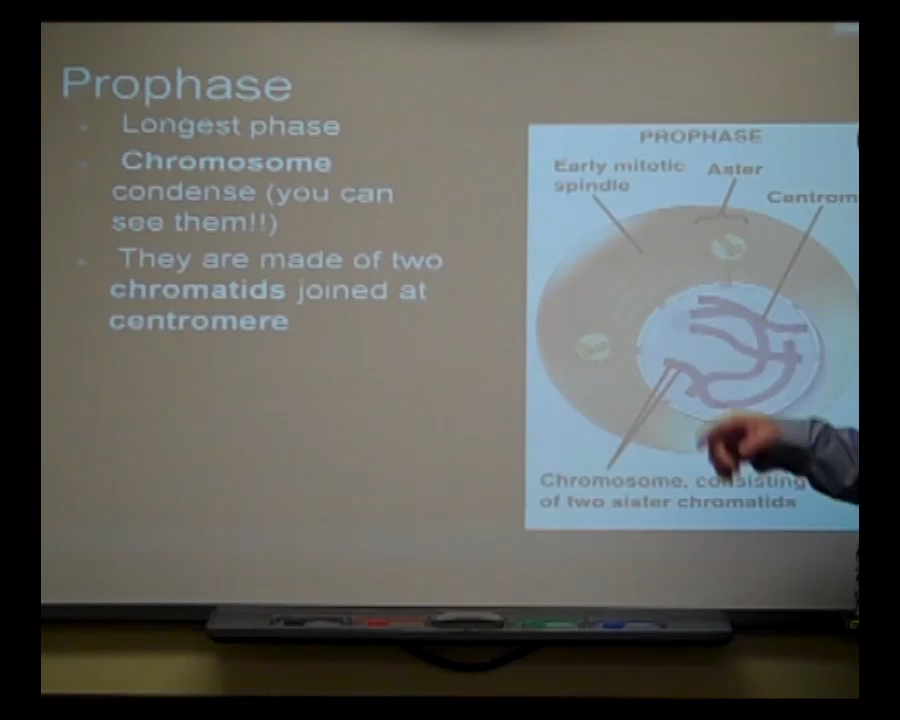 Prophase
Longest phase
Chromosome
condense (you can
see them!!)
They are made of two
chromatids joined at
centromere
PROPHASE
Early mitotic
spindle
Aster
Centrom
Chromosome, consisting
of two sister chromatids